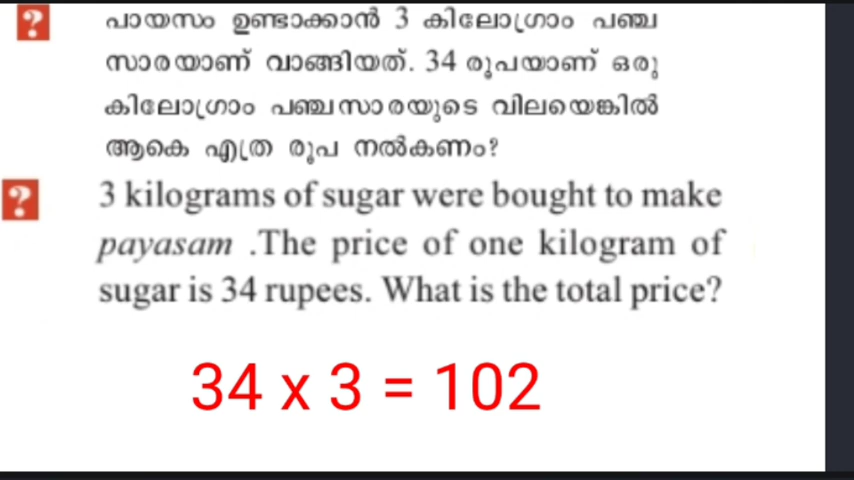 ? പായസം ഉണ്ടാക്കാൻ 3 കിലോഗ്രാം പഞ്ച
സാരയാണ് വാങ്ങിയത്. 34 രൂപയാണ് ഒരു
കിലോഗ്രാം പഞ്ചസാരയുടെ വിലയെങ്കിൽ
ആകെ എത്ര രൂപ നൽകണം?
? 3 kilograms of sugar were bought to make
payasam .The price of one kilogram of
sugar is 34 rupees. What is the total price?
34 x 3 = 102